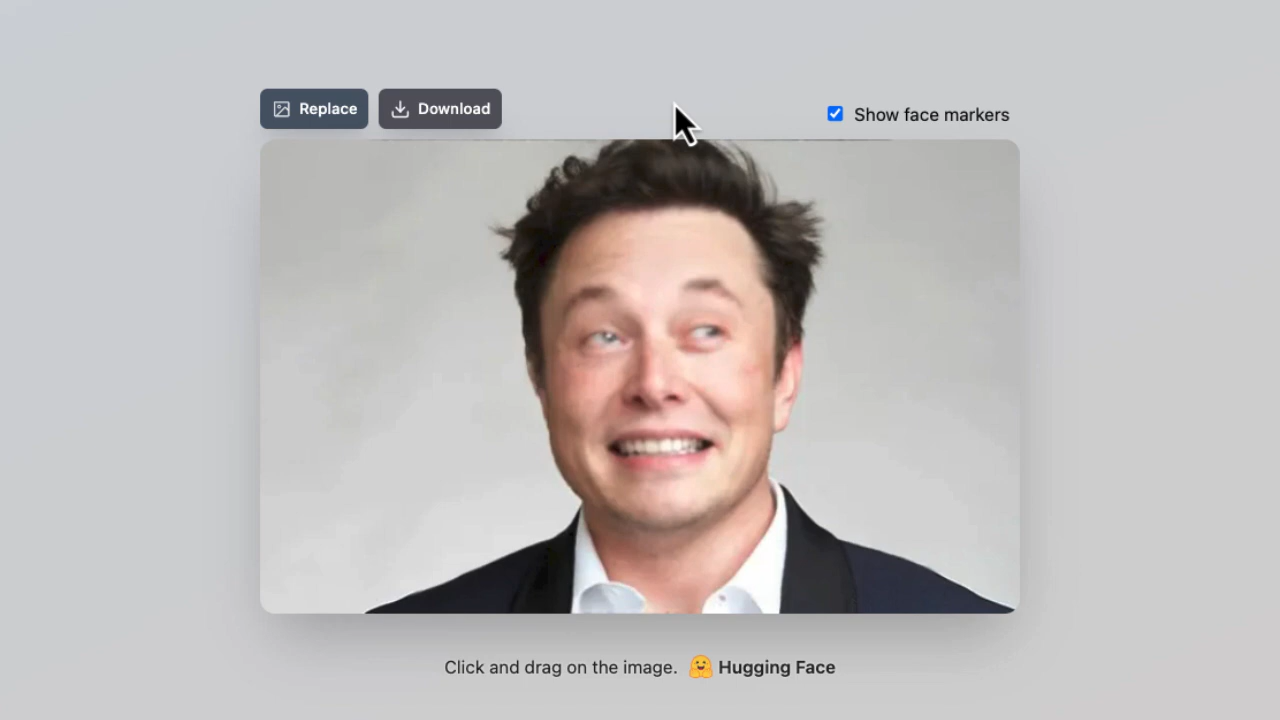 Replace
Download
Show face markers
Click and drag on the image. 🤗 Hugging Face